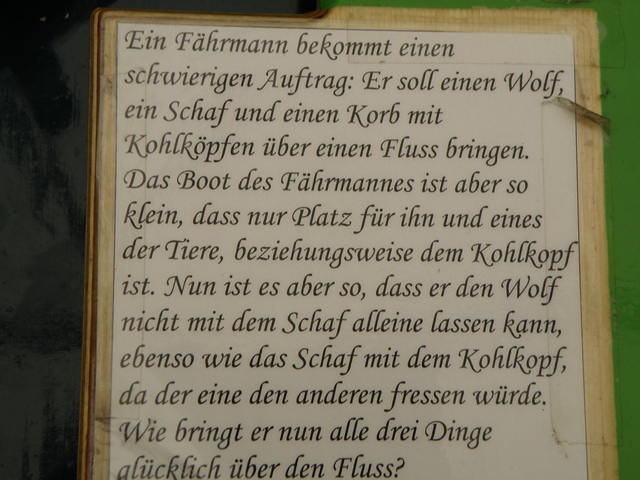 Ein Fährmann bekommt einen
schwierigen Auftrag: Er soll einen Wolf,
ein Schaf und einen Korb mit
Kohlköpfen über einen Fluss bringen.
Das Boot des Fährmannes ist aber so
klein, dass nur Platz für ihn und eines
der Tiere, beziehungsweise dem Kohlkopf
ist. Nun ist es aber so, dass er den Wolf
nicht mit dem Schaf alleine lassen kann,
ebenso wie das Schaf mit dem Kohlkopf,
da der eine den anderen fressen würde.
Wie bringt er nun alle drei Dinge
glücklich über den Fluss?